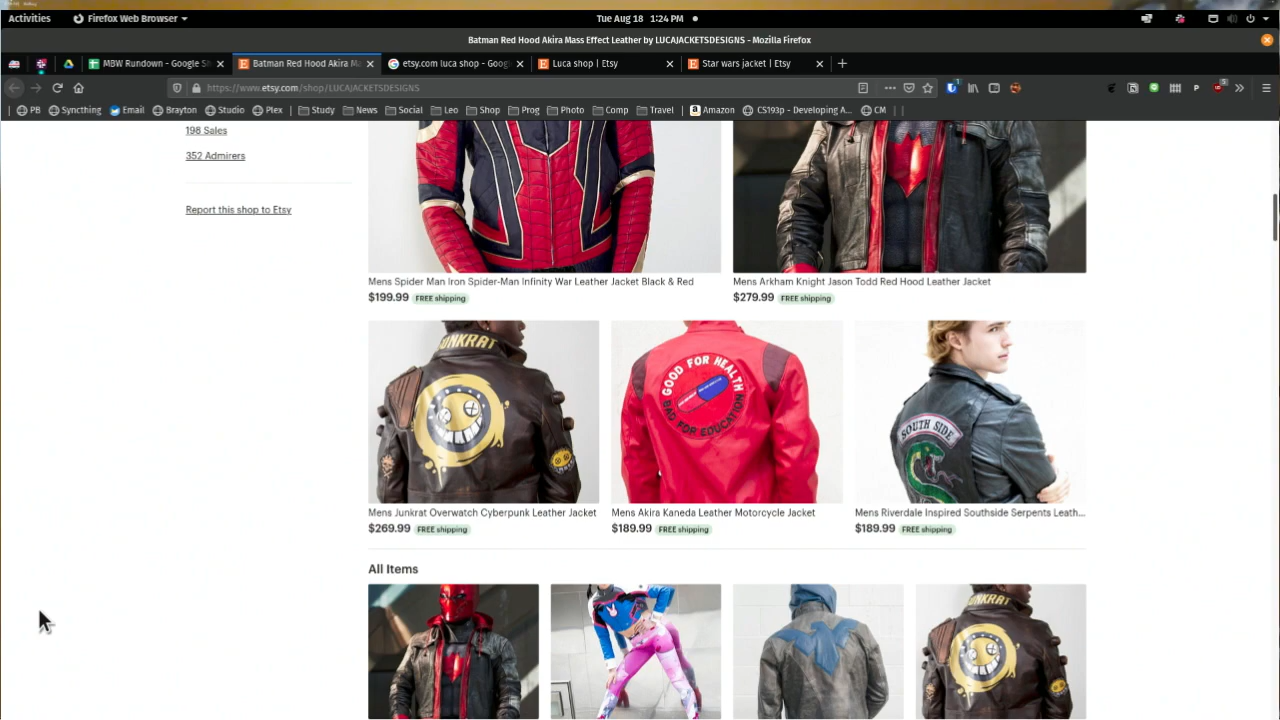 Activities
Firefox Web Browser
Tue Aug 18 1:24 PM
Batman Red Hood Akira Mass Effect Leather by LUCAJACKETSDESIGNS - Mozilla Firefox
MBW Rundown - Google Sh
Batman Red Hood Akira Ma
etsy.com luca shop - Googl
Luca shop | Etsy
Star wars jacket | Etsy
https://www.etsy.com/shop/LUCAJACKETSDESIGNS
PB
Syncthing
Email
Brayton
Studio
Plex
Study
News
Social
Leo
Shop
Prog
Photo
Comp
Travel
Amazon
CS193p - Developing A...
CM
198 Sales
352 Admirers
Report this shop to Etsy
Mens Spider Man Iron Spider-Man Infinity War Leather Jacket Black & Red
$199.99 FREE shipping
Mens Arkham Knight Jason Todd Red Hood Leather Jacket
$279.99 FREE shipping
JUNKRAT
GOOD FOR HEALTH
BAD FOR EDUCATION
SOUTH SIDE
Mens Junkrat Overwatch Cyberpunk Leather Jacket
$269.99 FREE shipping
Mens Akira Kaneda Leather Motorcycle Jacket
$189.99 FREE shipping
Mens Riverdale Inspired Southside Serpents Leath...
$189.99 FREE shipping
All Items
JUNKRAT